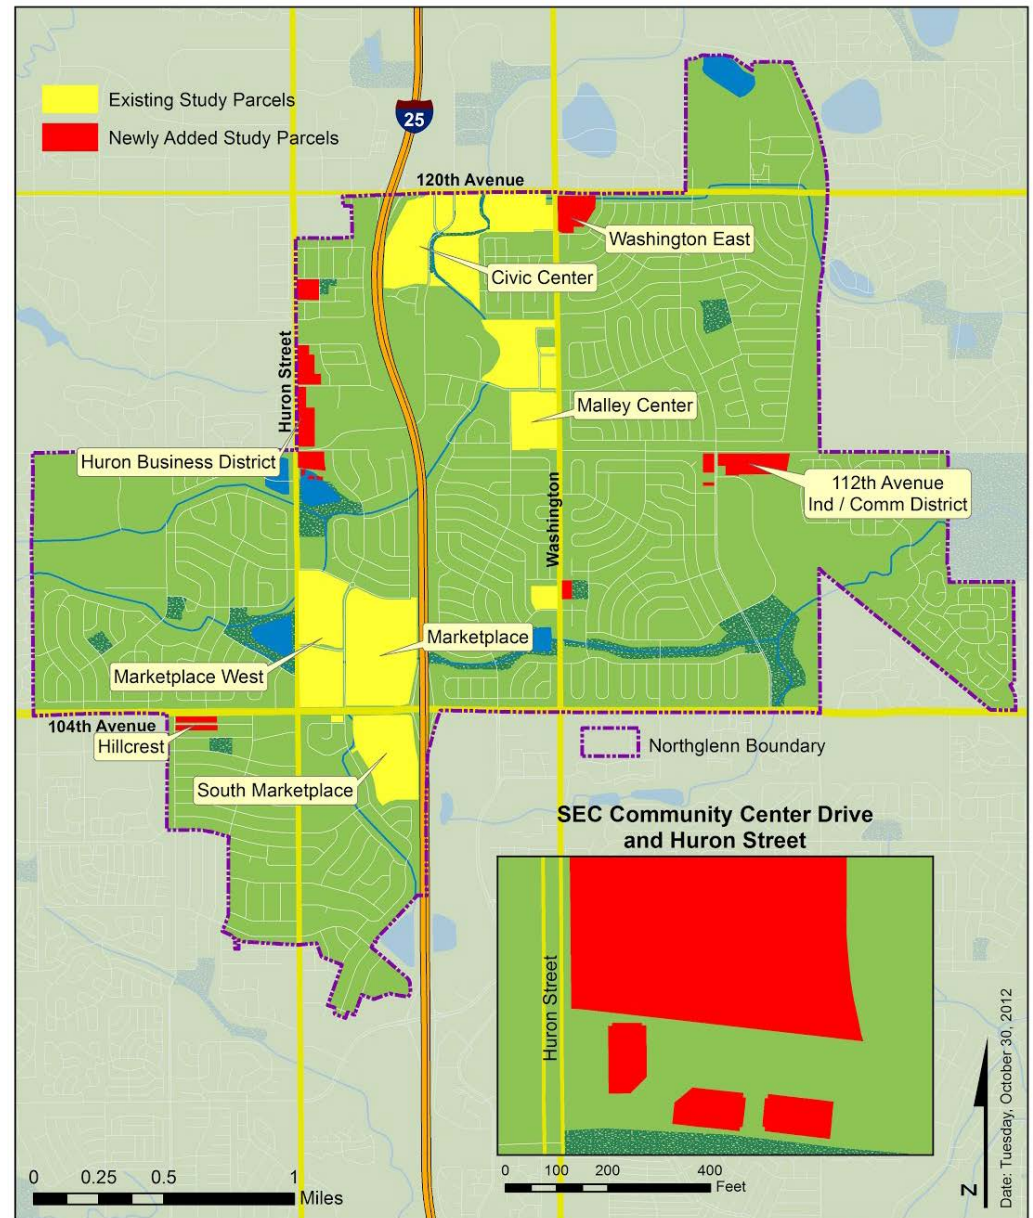 Existing Study Parcels
Newly Added Study Parcels
25
120th Avenue
Washington East
Civic Center
Huron Street
Malley Center
Huron Business District
112th Avenue
Ind / Comm District
Washington
Marketplace
Marketplace West
104th Avenue
Hillcrest
Northglenn Boundary
South Marketplace
SEC Community Center Drive
and Huron Street
Huron Street
Date: Tuesday, October 30, 2012
N
0 0.25 0.5 1
Miles
0 100 200 400
Feet